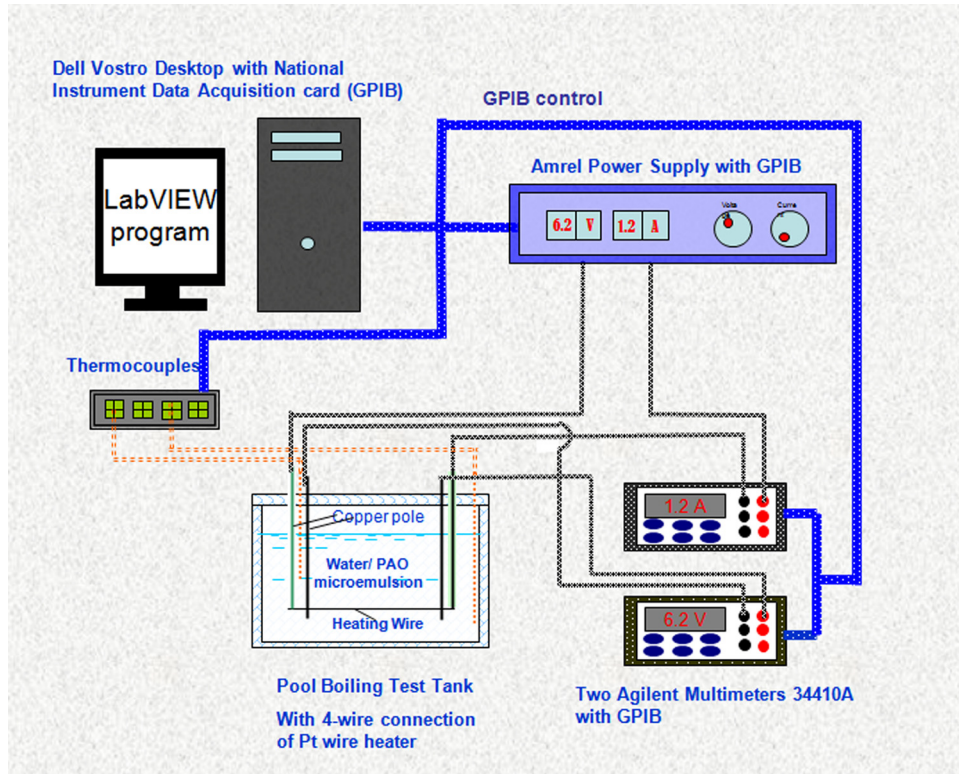 Dell Vostro Desktop with National
Instrument Data Acquisition card (GPIB)
GPIB control
LabVIEW
program
Amrel Power Supply with GPIB
6.2 V
1.2 A
Volta
Curre
Thermocouples
Copper pole
Water/ PAO
microemulsion
Heating Wire
1.2 A
6.2 V
Pool Boiling Test Tank
With 4-wire connection
of Pt wire heater
Two Agilent Multimeters 34410A
with GPIB